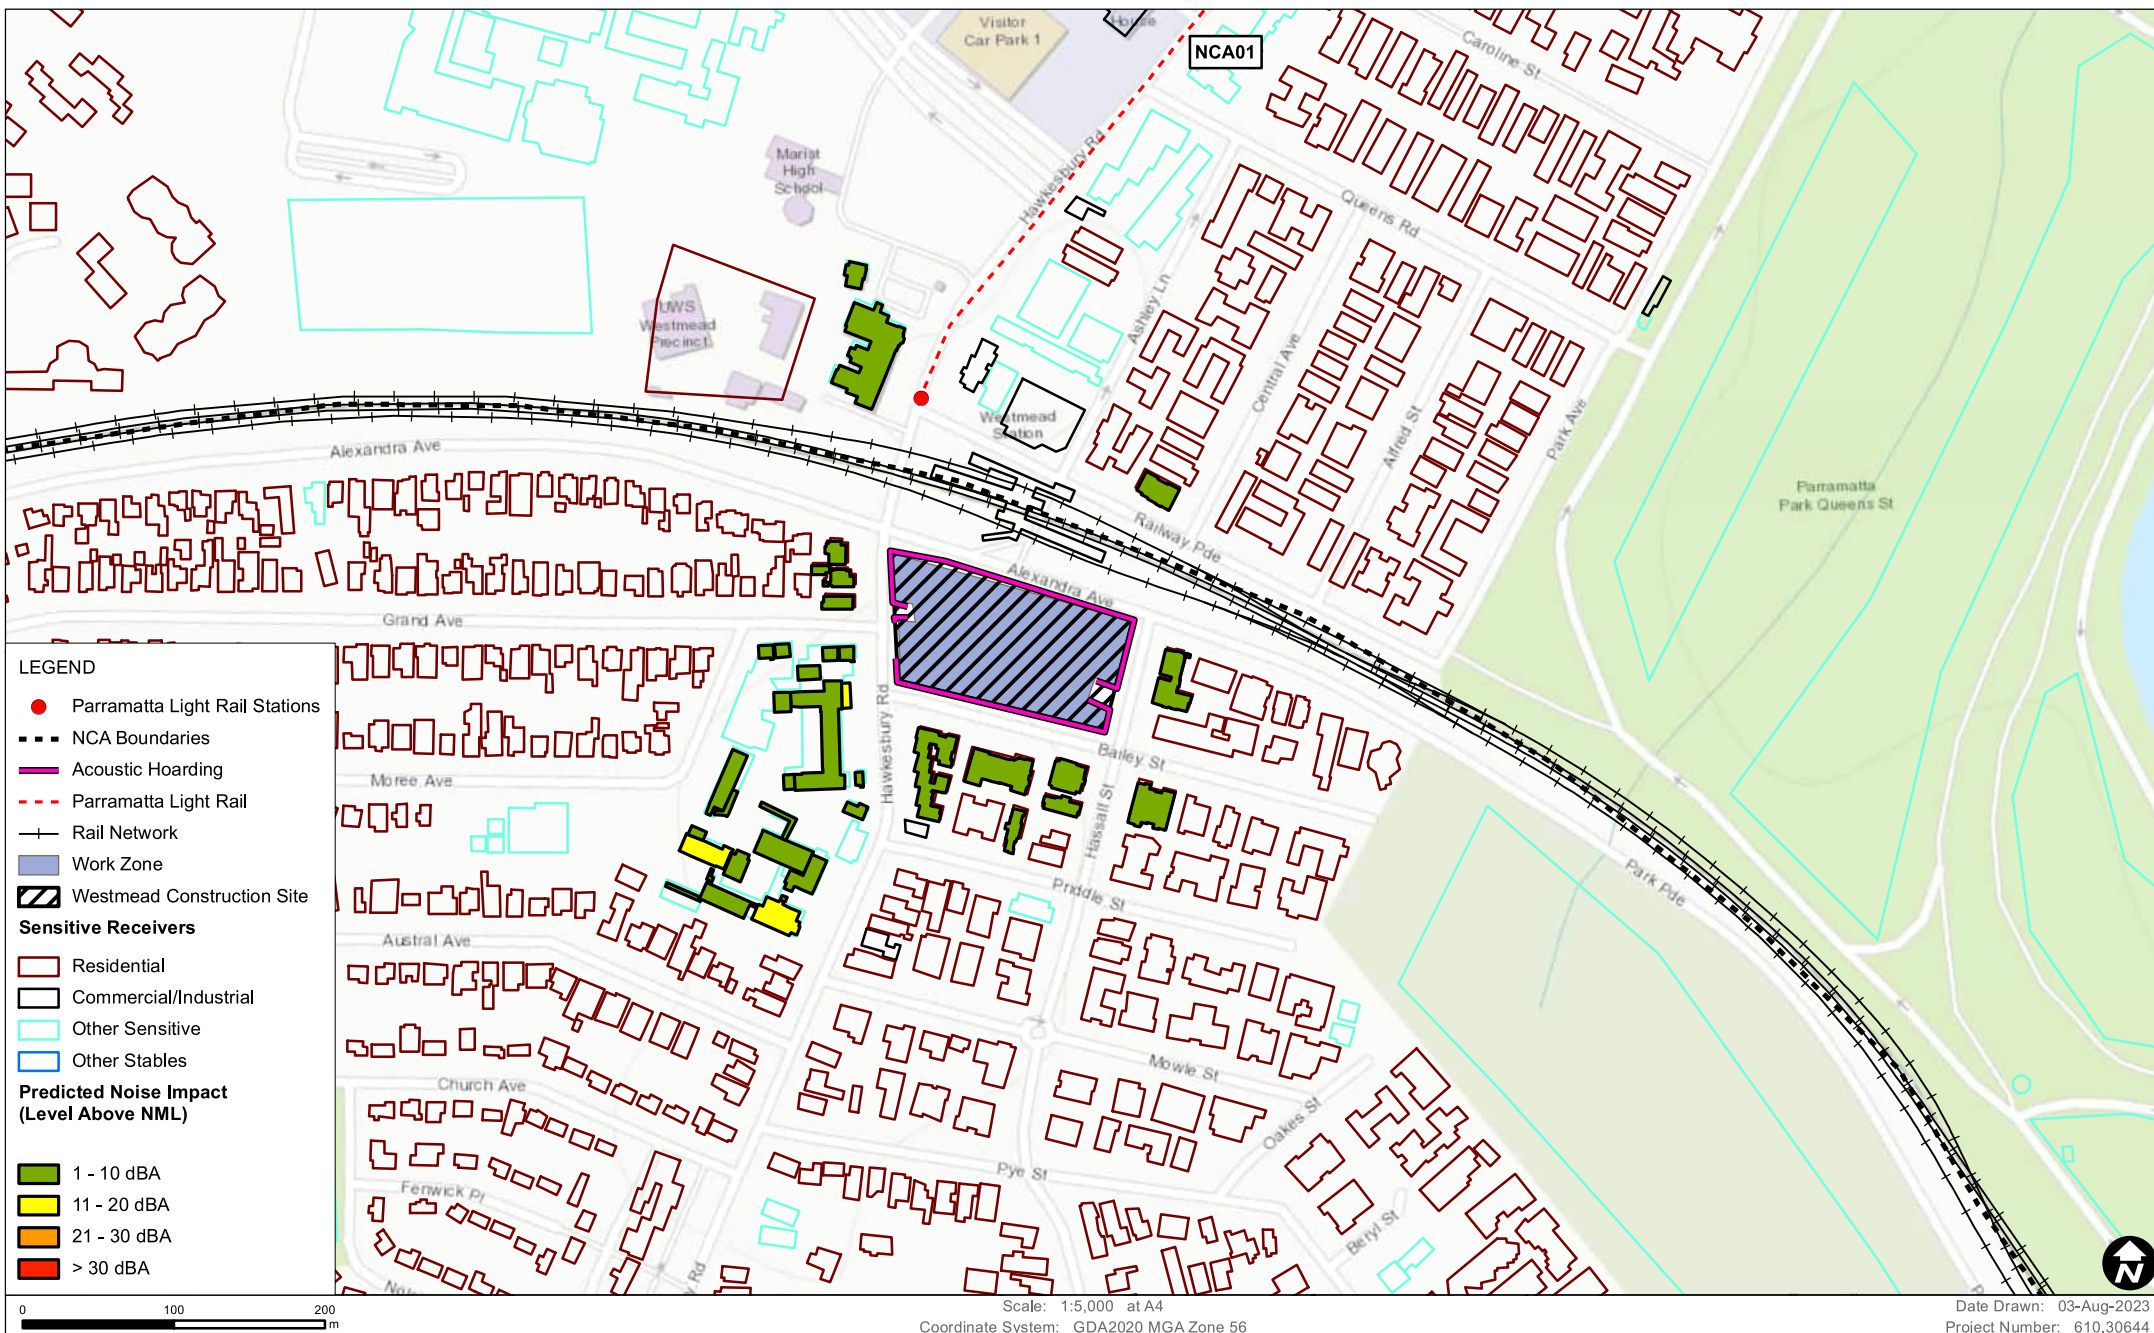 Visitor
Car Park 1
House
NCA01
Caroline St
Marist
High
School
Hawkesbury Rd
Queens Rd
UWS
Westmead
Precinct
Ashley Ln
Central Ave
Westmead
Station
Alfred St
Park Ave
Alexandra Ave
Parramatta
Park Queens St
Railway Pde
Alexandra Ave
Grand Ave
Hawkesbury Rd
Bailey St
Moree Ave
Hassall St
Priddle St
Park Pde
Austral Ave
Mowle St
Church Ave
Oakes St
Pye St
Fenwick Pl
Beryl St
y Rd
LEGEND
Parramatta Light Rail Stations
NCA Boundaries
Acoustic Hoarding
Parramatta Light Rail
Rail Network
Work Zone
Westmead Construction Site
Sensitive Receivers
Residential
Commercial/Industrial
Other Sensitive
Other Stables
Predicted Noise Impact
(Level Above NML)
1 - 10 dBA
11 - 20 dBA
21 - 30 dBA
> 30 dBA
N
0 100 200
m
Scale: 1:5,000 at A4
Coordinate System: GDA2020 MGA Zone 56
Date Drawn: 03-Aug-2023
Project Number: 610.30644